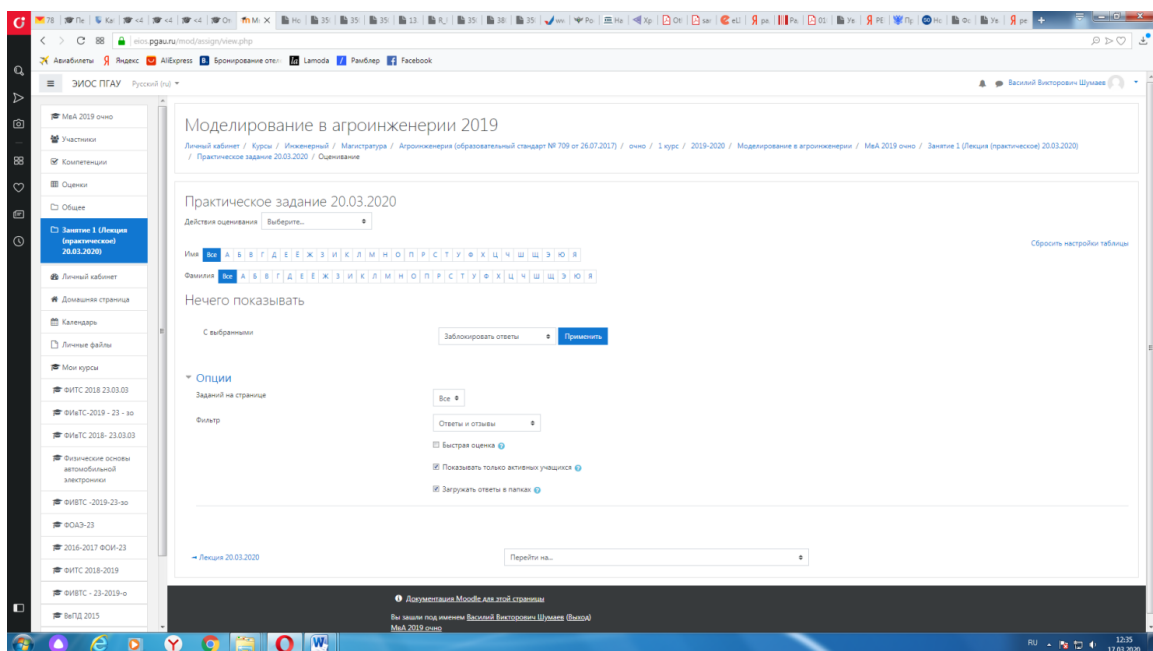 eios.pgau.ru/mod/assign/view.php
Авиабилеты Яндекс AliExpress Lamoda Рамблер Facebook
ЭИОС ПГАУ Русский (ru)
Василий Викторович Шумаев
МвА 2019 очно
Участники
Компетенции
Оценки
Общее
Занятие 1 (Лекция
(практическое)
20.03.2020)
Личный кабинет
Домашняя страница
Календарь
Личные файлы
Мои курсы
ФИТС 2018 23.03.03
ФИвТС-2019 - 23 - зо
ФИвТС 2018- 23.03.03
Физические основы
автомобильной
электроники
ФИВТС -2019-23-зо
ФОАЭ-23
2016-2017 ФОИ-23
ФИТС 2018-2019
ФИВТС - 23-2019-о
ВеПД 2015
Моделирование в агроинженерии 2019
Личный кабинет / Курсы / Инженерный / Магистратура / Агроинженерия (образовательный стандарт № 709 от 26.07.2017) / очно / 1 курс / 2019-2020 / Моделирование в агроинженерии / МвА 2019 очно / Занятие 1 (Лекция (практическое) 20.03.2020)
/ Практическое задание 20.03.2020 / Оценивание
Практическое задание 20.03.2020
Действия оценивания Выберите...
Сбросить настройки таблицы
Имя Все А Б В Г Д Е Ё Ж З И К Л М Н О П Р С Т У Ф Х Ц Ч Ш Щ Э Ю Я
Фамилия Все А Б В Г Д Е Ё Ж З И К Л М Н О П Р С Т У Ф Х Ц Ч Ш Щ Э Ю Я
Нечего показывать
С выбранными Заблокировать ответы Применить
Опции
Заданий на странице Все
Фильтр Ответы и отзывы
Быстрая оценка
Показывать только активных учащихся
Загружать ответы в папках
Лекция 20.03.2020 Перейти на...
Документация Moodle для этой страницы
Вы зашли под именем Василий Викторович Шумаев (Выход)
МвА 2019 очно
RU 12:35
17.03.2020